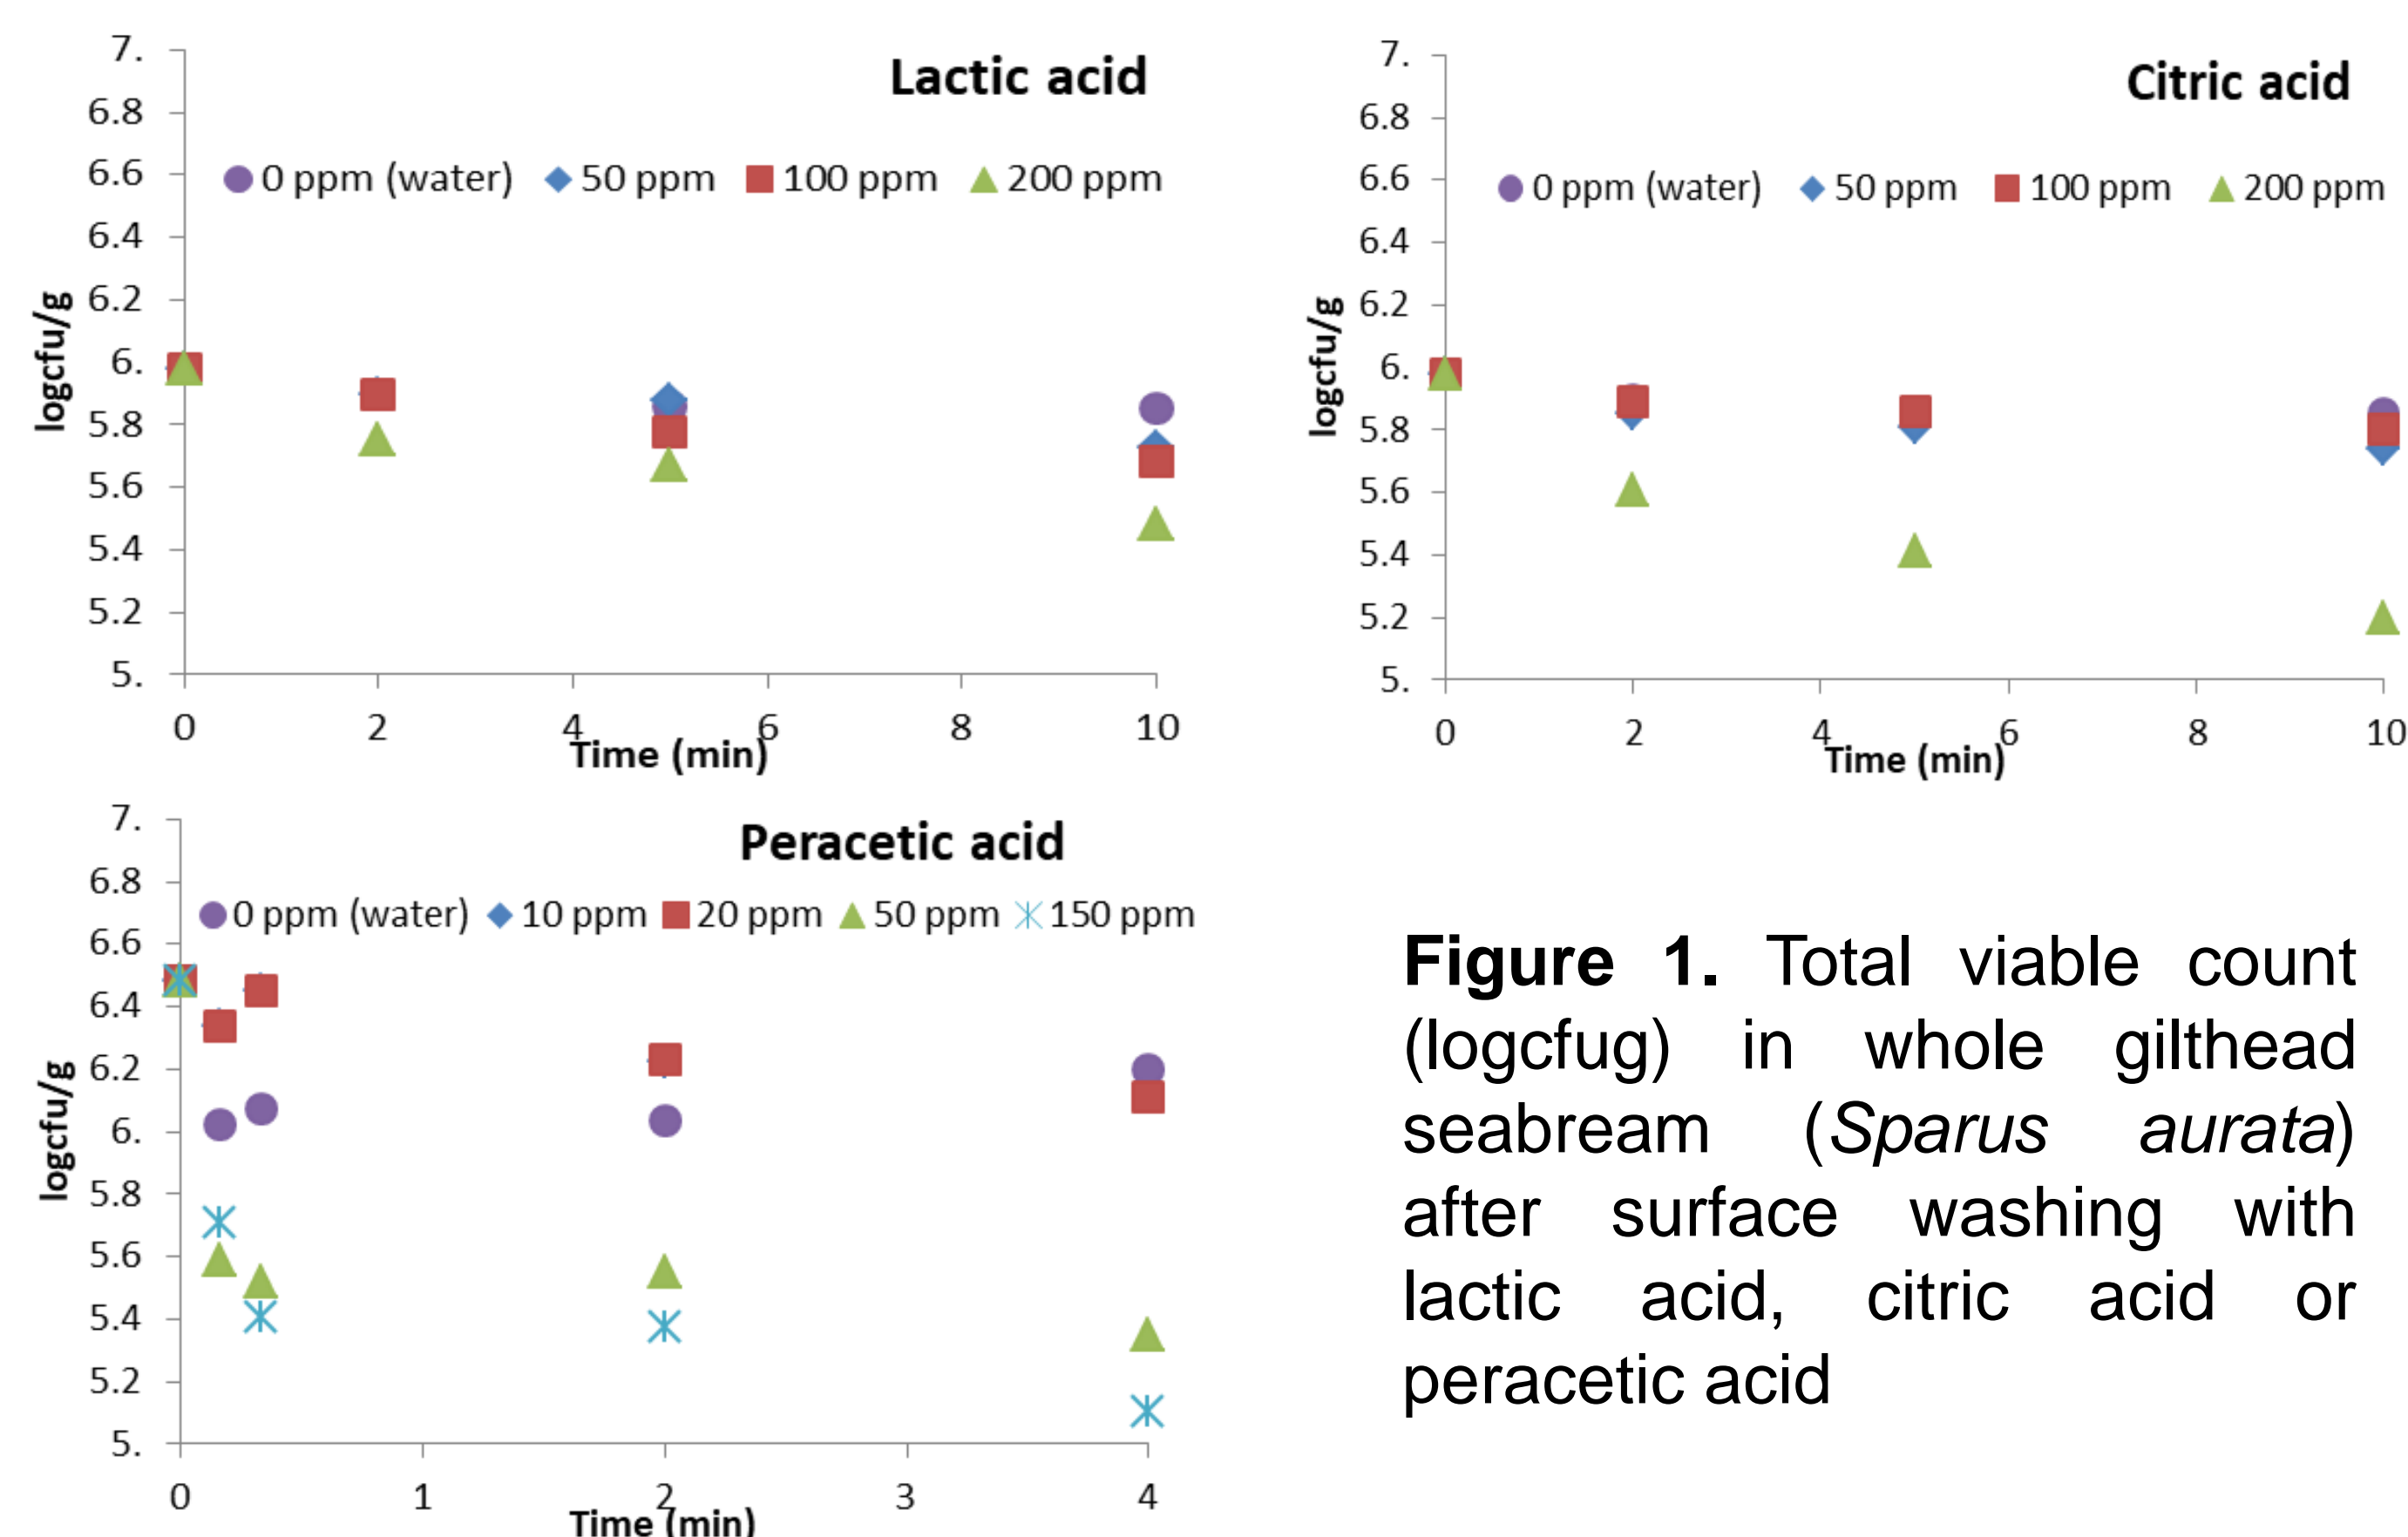 Lactic acid
7.
6.8
6.6
6.4
6.2
6.
5.8
5.6
5.4
5.2
5.
logcfu/g
0 ppm (water) 50 ppm 100 ppm 200 ppm
0 2 4 6 8 10
Time (min)
Citric acid
7.
6.8
6.6
6.4
6.2
6.
5.8
5.6
5.4
5.2
5.
logcfu/g
0 ppm (water) 50 ppm 100 ppm 200 ppm
0 2 4 6 8 10
Time (min)
Peracetic acid
7.
6.8
6.6
6.4
6.2
6.
5.8
5.6
5.4
5.2
5.
logcfu/g
0 ppm (water) 10 ppm 20 ppm 50 ppm 150 ppm
0 1 2 3 4
Time (min)
Figure 1. Total viable count
(logcfug) in whole gilthead
seabream (Sparus aurata)
after surface washing with
lactic acid, citric acid or
peracetic acid